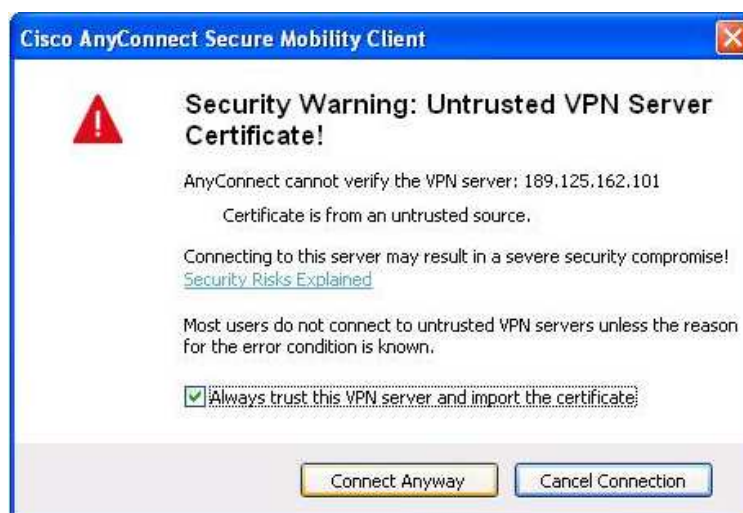 Cisco AnyConnect Secure Mobility Client
Security Warning: Untrusted VPN Server
Certificate!
AnyConnect cannot verify the VPN server: 189.125.162.101
Certificate is from an untrusted source.
Connecting to this server may result in a severe security compromise!
Security Risks Explained
Most users do not connect to untrusted VPN servers unless the reason
for the error condition is known.
Always trust this VPN server and import the certificate
Connect Anyway
Cancel Connection